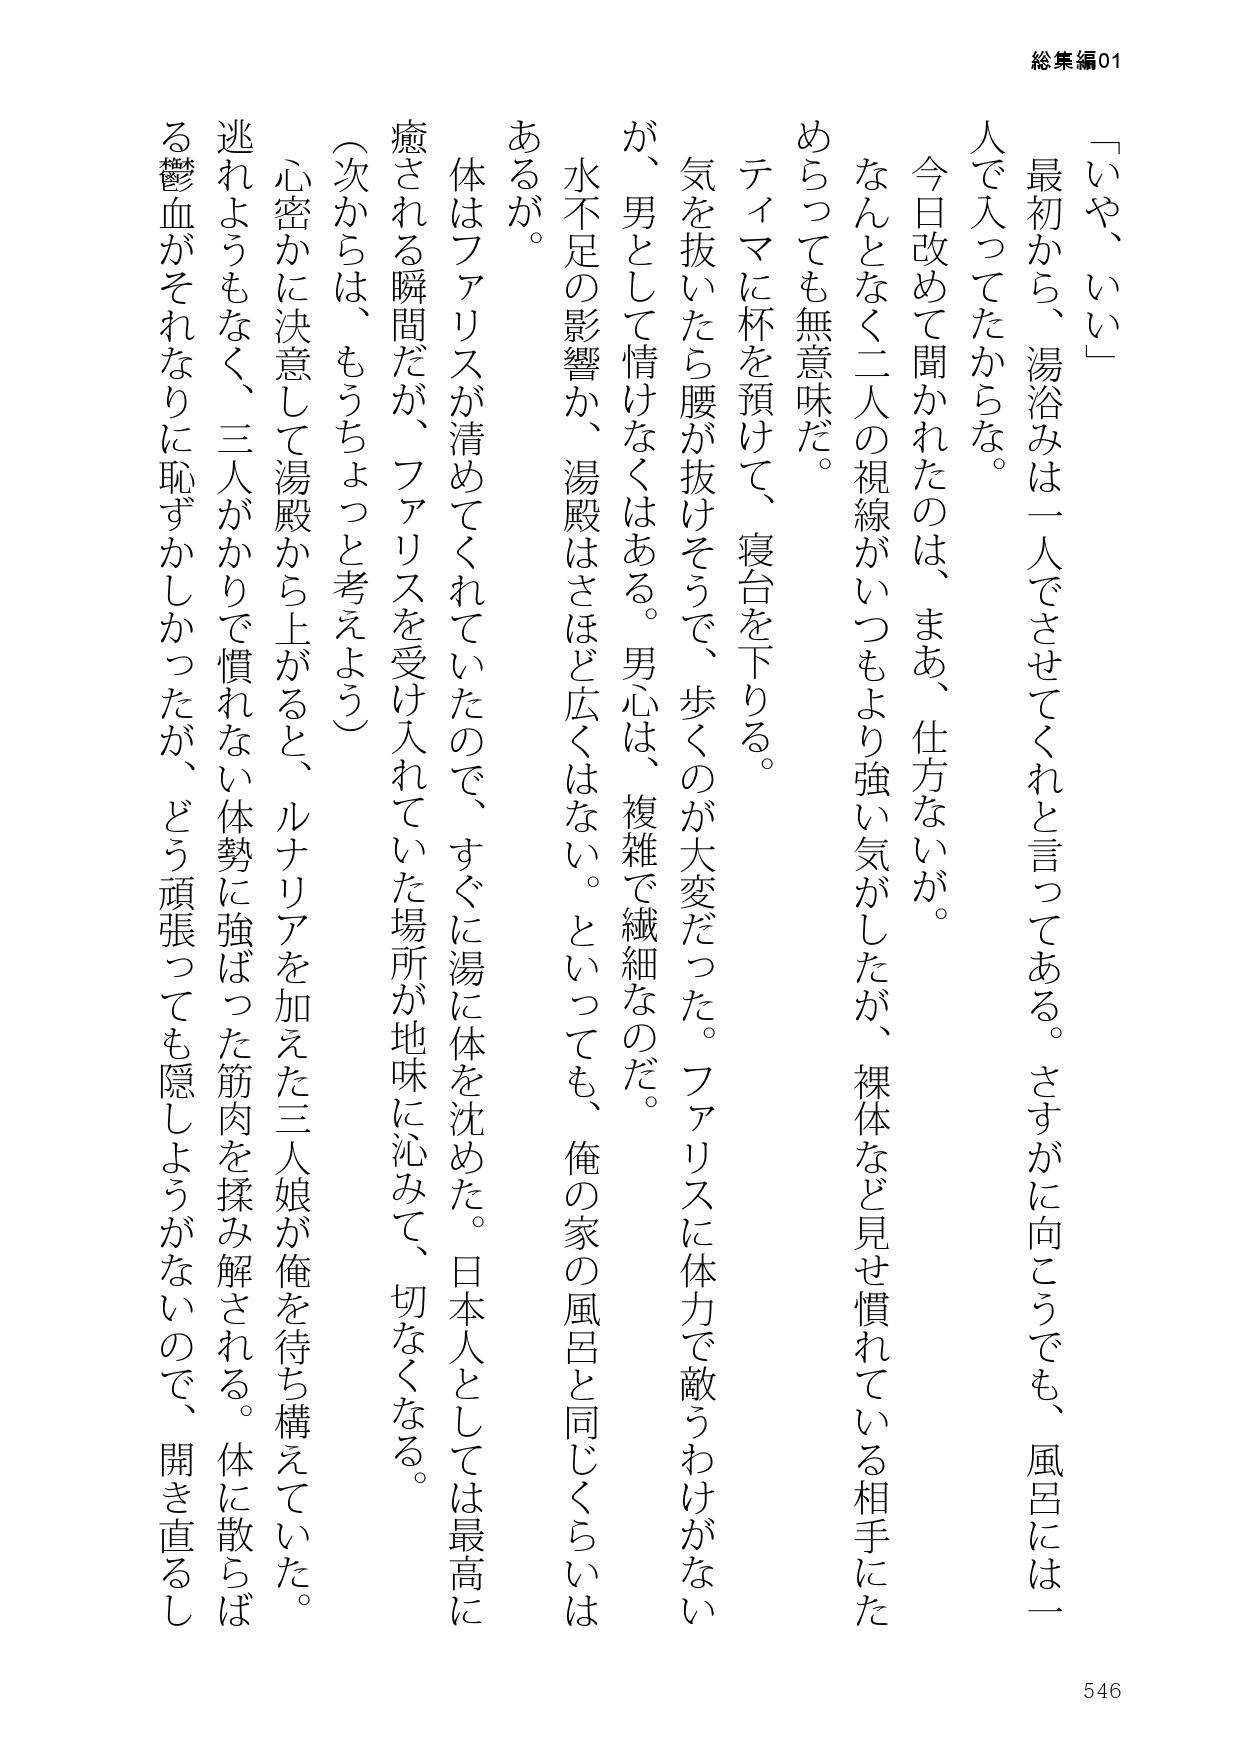 総集編01
「いや、いい」
　最初から、湯浴みは一人でさせてくれと言ってある。さすがに向こうでも、風呂には一
人で入ってたからな。
　今日改めて聞かれたのは、まあ、仕方ないが。
　なんとなく二人の視線がいつもより強い気がしたが、裸体など見せ慣れている相手にた
めらっても無意味だ。
　ティマに杯を預けて、寝台を下りる。
　気を抜いたら腰が抜けそうで、歩くのが大変だった。ファリスに体力で敵うわけがない
が、男として情けなくはある。男心は、複雑で繊細なのだ。
　水不足の影響か、湯殿はさほど広くはない。といっても、俺の家の風呂と同じくらいは
あるが。
　体はファリスが清めてくれていたので、すぐに湯に体を沈めた。日本人としては最高に
癒される瞬間だが、ファリスを受け入れていた場所が地味に沁みて、切なくなる。
（次からは、もうちょっと考えよう）
　心密かに決意して湯殿から上がると、ルナリアを加えた三人娘が俺を待ち構えていた。
逃れようもなく、三人がかりで慣れない体勢に強ばった筋肉を揉み解される。体に散らば
る鬱血がそれなりに恥ずかしかったが、どう頑張っても隠しようがないので、開き直るし
546